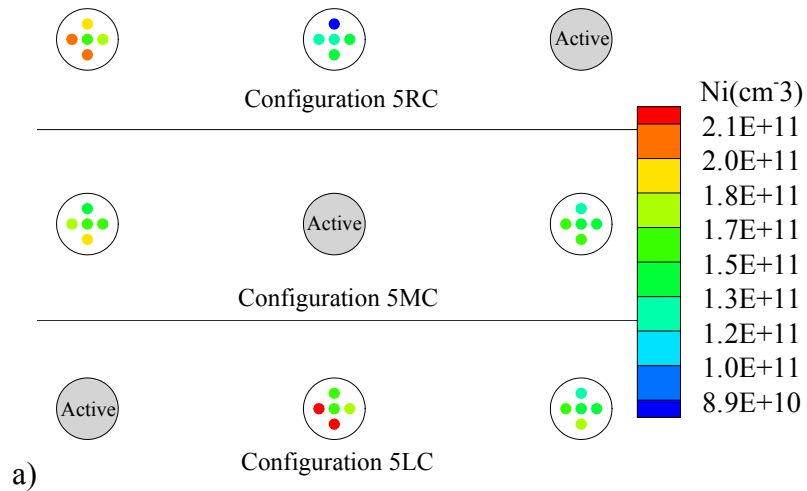 Active
Configuration 5RC
Ni(cm-3)
2.1E+11
2.0E+11
1.8E+11
1.7E+11
1.5E+11
1.3E+11
1.2E+11
1.0E+11
8.9E+10
Active
Configuration 5MC
Active
Configuration 5LC
a)